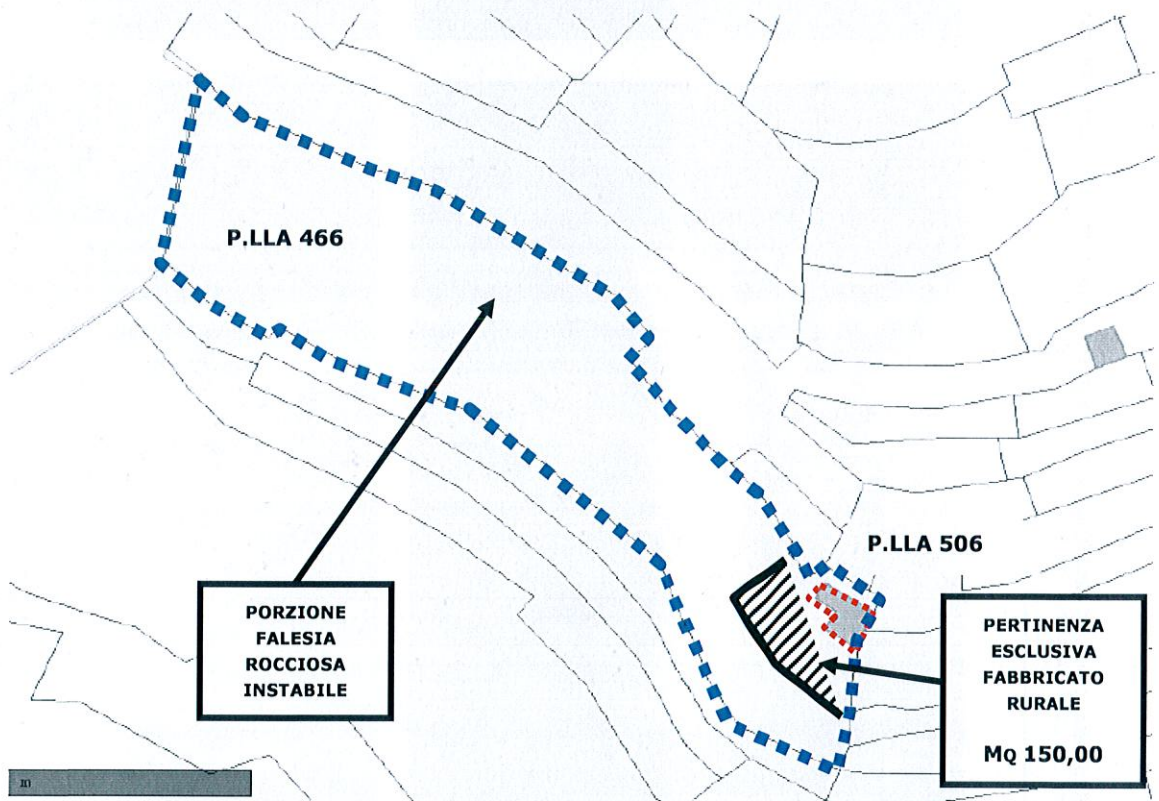 P.LLA 466
P.LLA 506
PORZIONE
FALESIA
ROCCIOSA
INSTABILE
PERTINENZA
ESCLUSIVA
FABBRICATO
RURALE
MQ 150,00
m